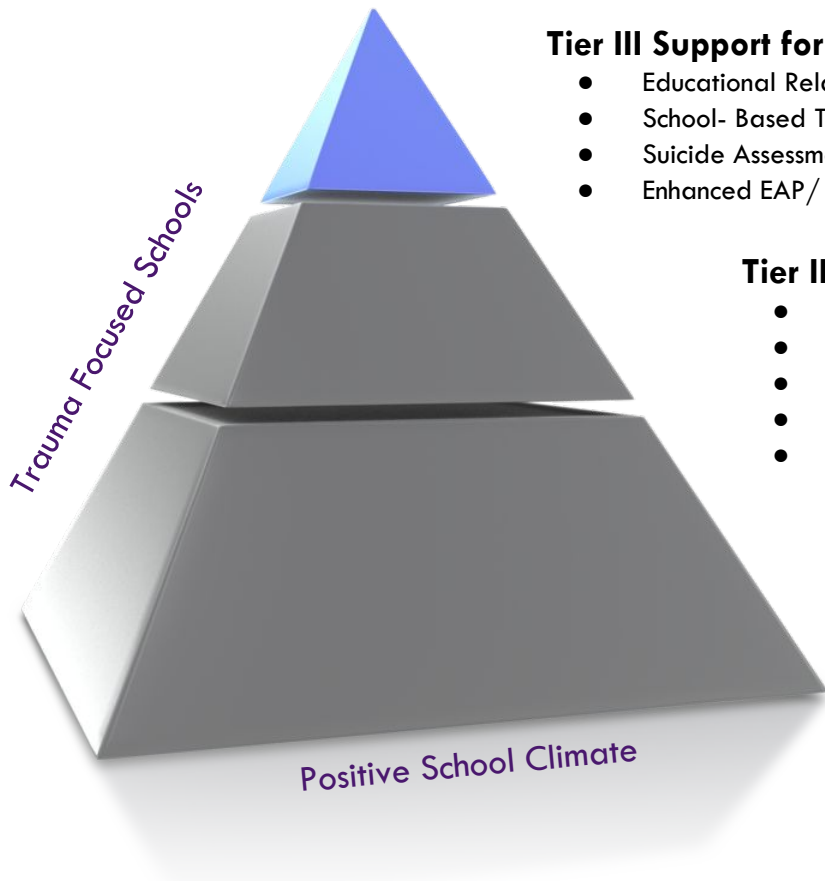 Tier III Support for
● Educational Rel
● School- Based T
● Suicide Assessm
● Enhanced EAP/
Tier II
●
●
●
●
●
Trauma Focused Schools
Positive School Climate